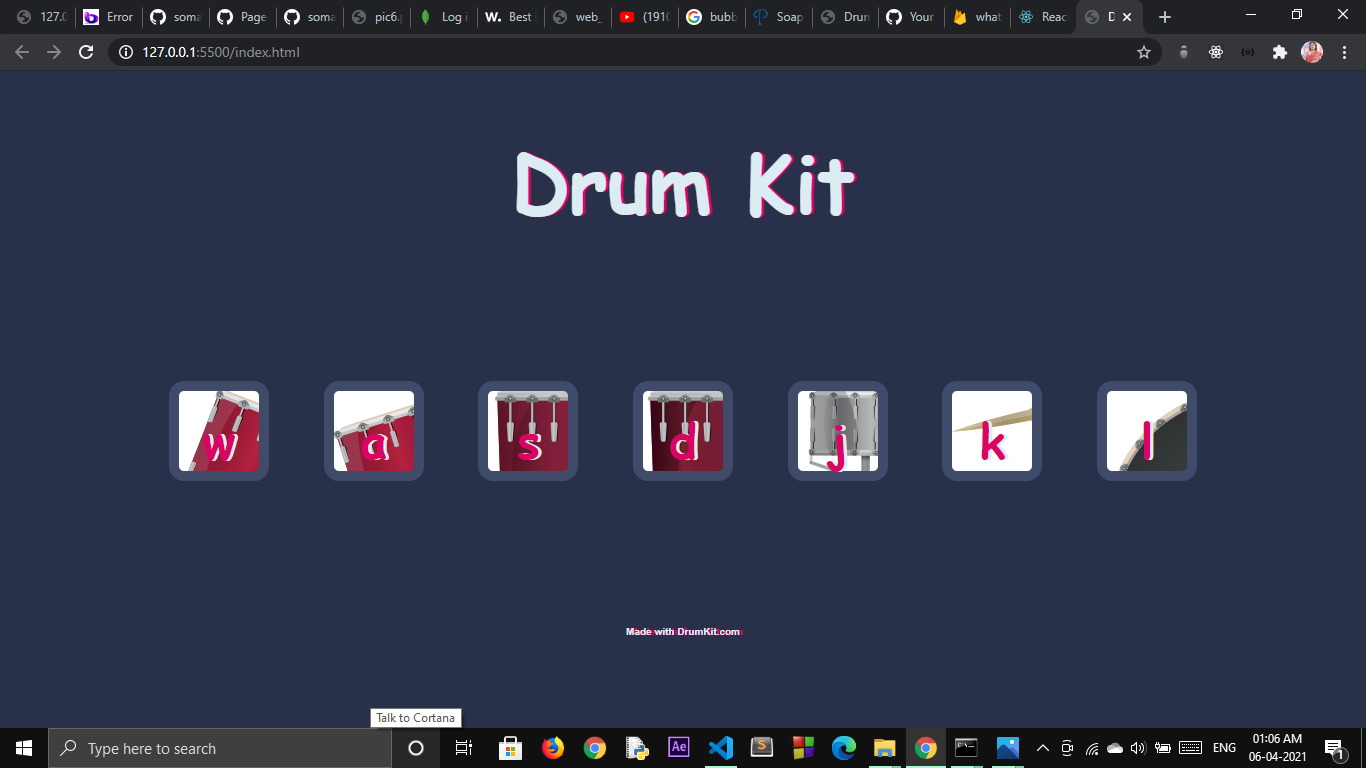 127.0 Error soma Page soma pic6.p Log i Best web_ (1910 bubb Soap Drun Your what Reac D
127.0.0.1:5500/index.html
Drum Kit
w a s d j k l
Made with DrumKit.com
Talk to Cortana
Type here to search
Ae
S
ENG
01:06 AM
06-04-2021
1